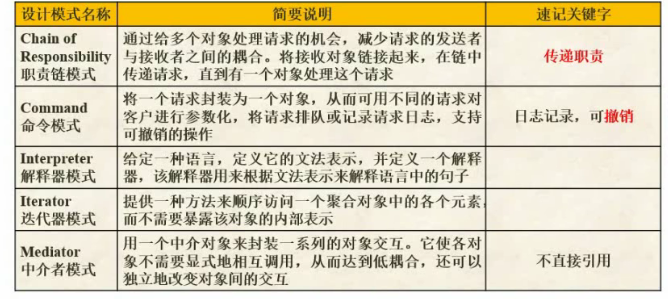 设计模式名称 简要说明 速记关键字
Chain of
Responsibility
职责链模式
通过给多个对象处理请求的机会，减少请求的发送者
与接收者之间的耦合。将接收对象链接起来，在链中
传递请求，直到有一个对象处理这个请求
传递职责
Command
命令模式
将一个请求封装为一个对象，从而可用不同的请求对
客户进行参数化，将请求排队或记录请求日志，支持
可撤销的操作
日志记录，可撤销
Interpreter
解释器模式
给定一种语言，定义它的文法表示，并定义一个解释
器，该解释器用来根据文法表示来解释语言中的句子
Iterator
迭代器模式
提供一种方法来顺序访问一个聚合对象中的各个元素，
而不需要暴露该对象的内部表示
Mediator
中介者模式
用一个中介对象来封装一系列的对象交互。它使各对
象不需要显式地相互调用，从而达到低耦合，还可以
独立地改变对象间的交互
不直接引用